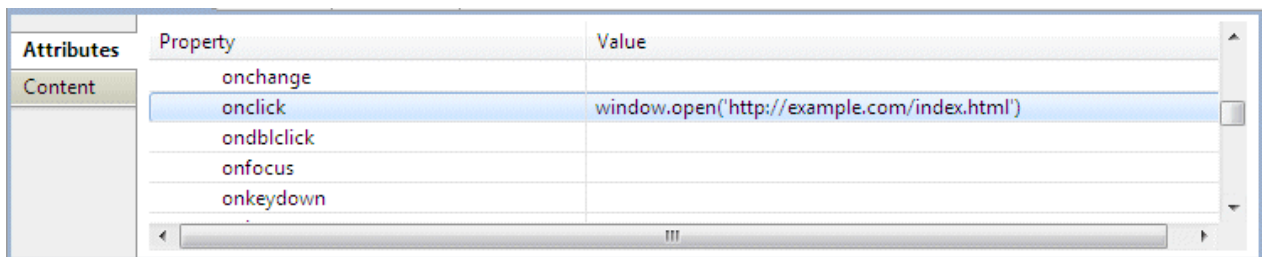 Attributes
Content
Property Value
onchange
onclick window.open('http://example.com/index.html')
ondblclick
onfocus
onkeydown